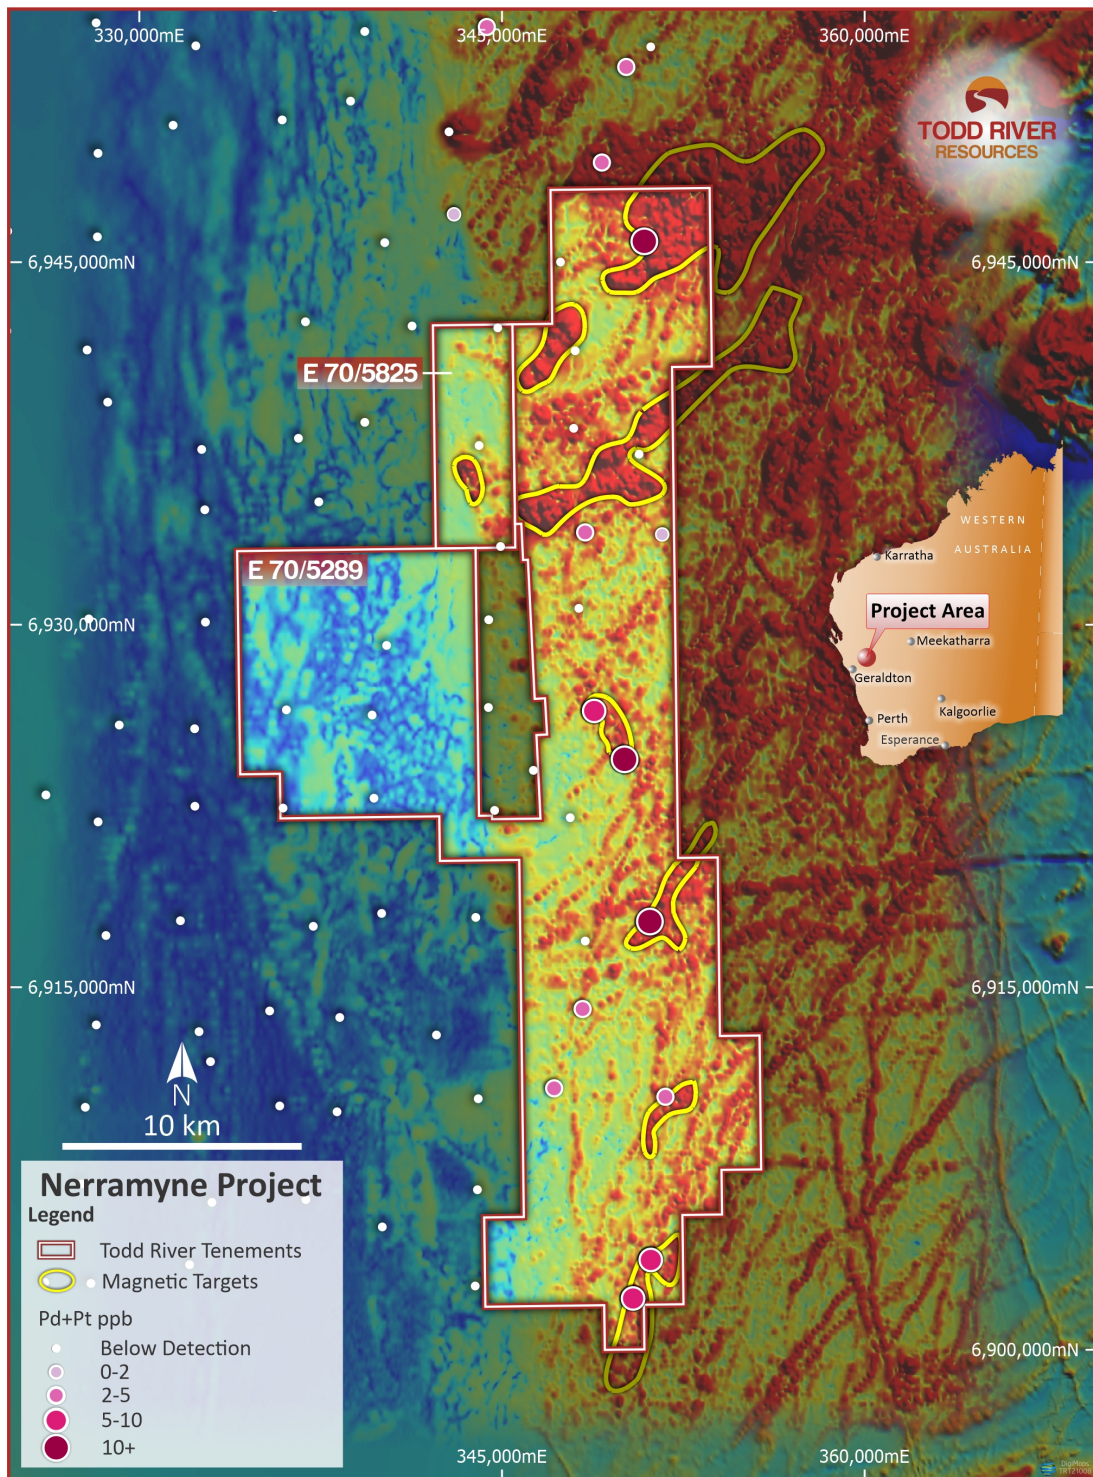 330,000mE
345,000mE
360,000mE
TODD RIVER
RESOURCES
6,945,000mN
6,945,000mN
E 70/5825
WESTERN
AUSTRALIA
Karratha
E 70/5289
Project Area
6,930,000mN
Meekatharra
Geraldton
Kalgoorlie
Perth
Esperance
6,915,000mN
6,915,000mN
N
10 km
Nerramyne Project
Legend
Todd River Tenements
Magnetic Targets
Pd+Pt ppb
Below Detection
0-2
2-5
5-10
10+
6,900,000mN
345,000mE
360,000mE
DigiMaps
TRT21008